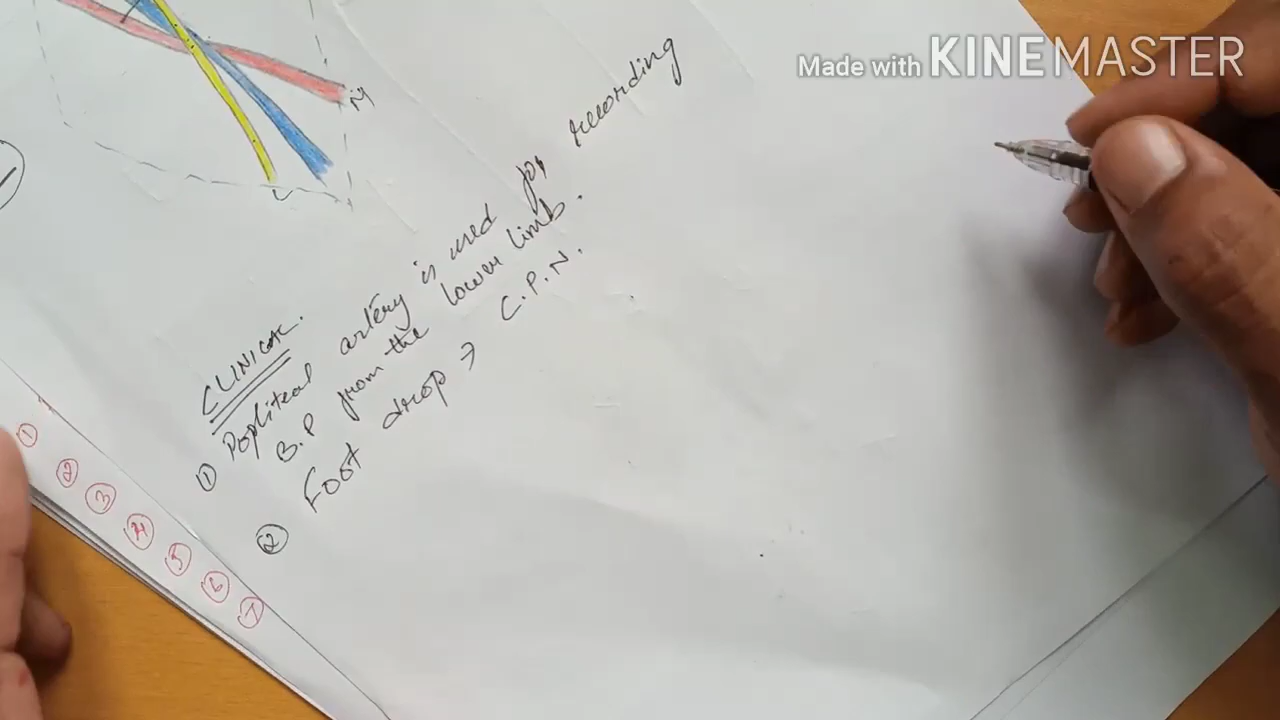 Made with KINEMASTER
M
L
CLINICAL.
① Popliteal artery is used for recording
B.P from the lower limb.
② Foot drop → C.P.N.
①
②
③
④
⑤
⑥
⑦